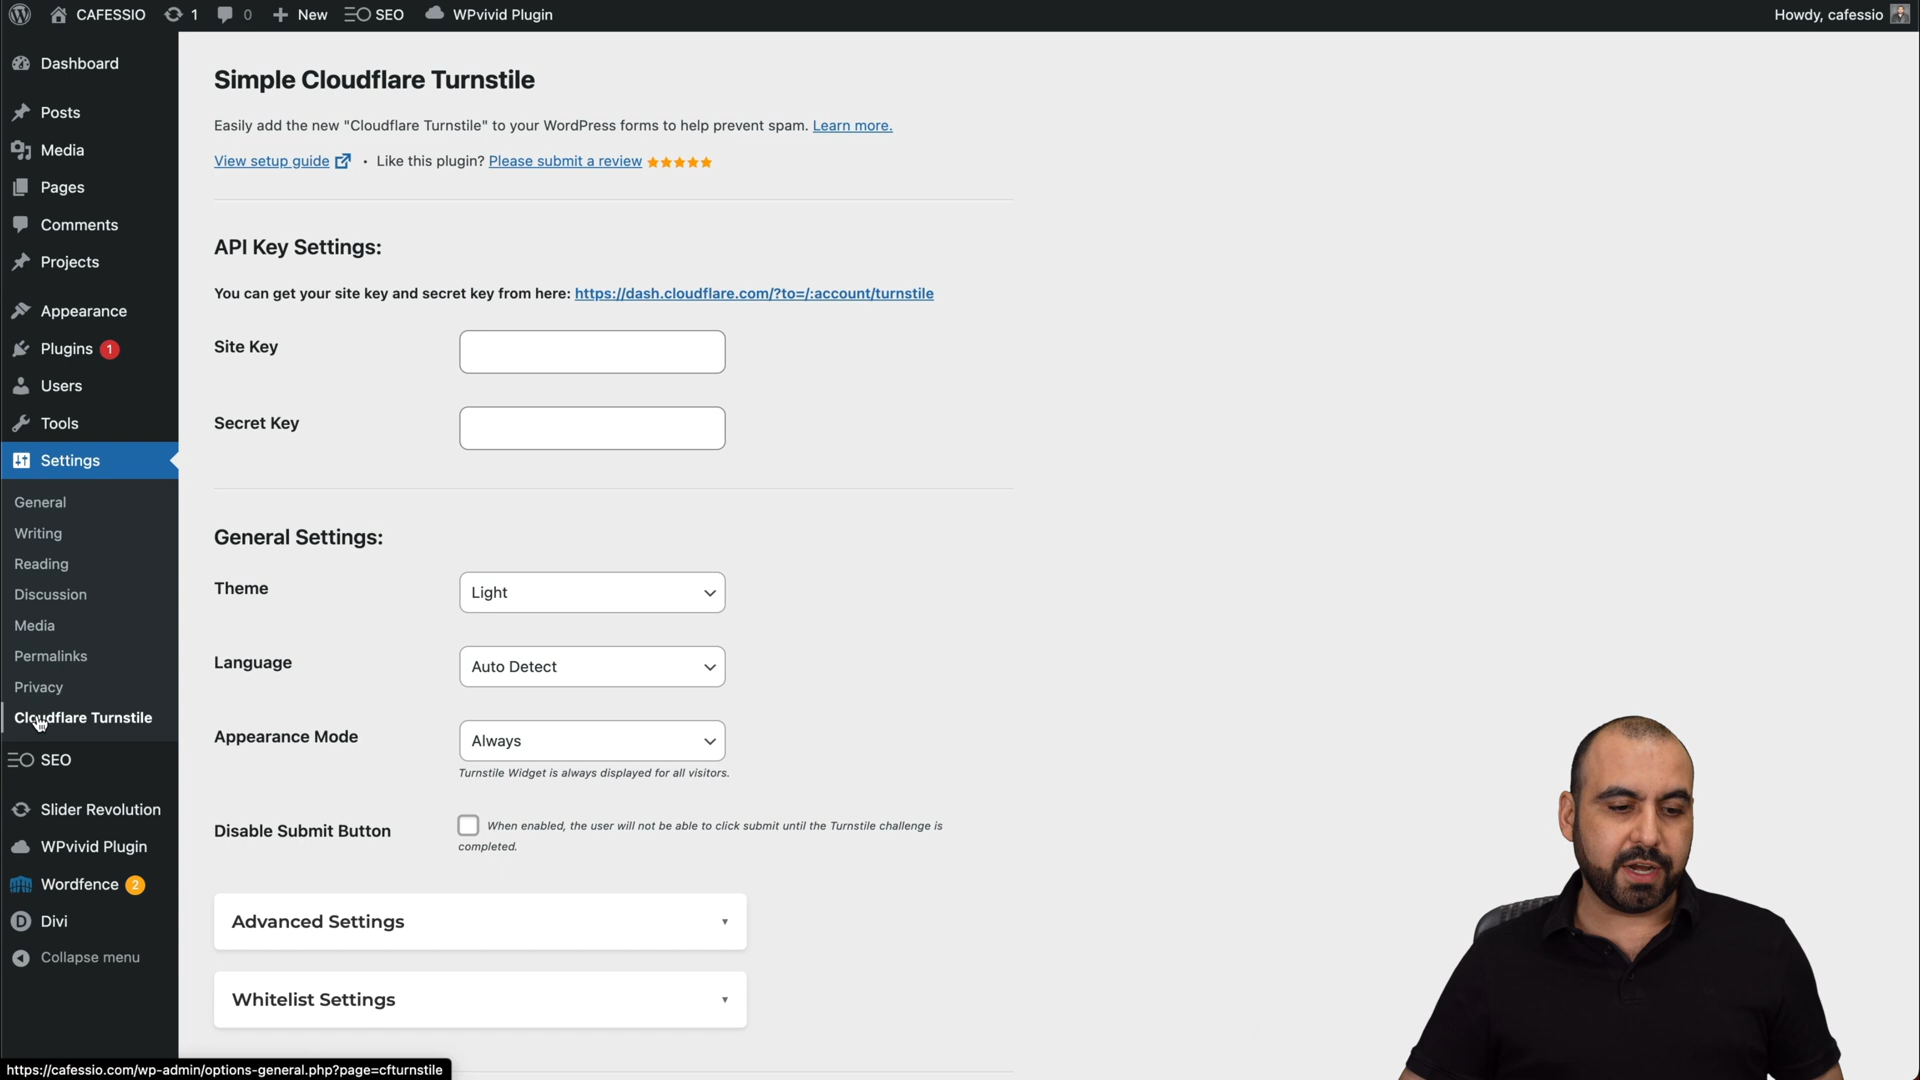 CAFESSIO 1 0 New SEO WPvivid Plugin Howdy, cafessio
Dashboard
Posts
Media
Pages
Comments
Projects
Appearance
Plugins 1
Users
Tools
Settings
General
Writing
Reading
Discussion
Media
Permalinks
Privacy
Cloudflare Turnstile
SEO
Slider Revolution
WPvivid Plugin
Wordfence 2
Divi
Collapse menu
Simple Cloudflare Turnstile
Easily add the new "Cloudflare Turnstile" to your WordPress forms to help prevent spam. Learn more.
View setup guide • Like this plugin? Please submit a review ★★★★★
API Key Settings:
You can get your site key and secret key from here: https://dash.cloudflare.com/?to=/:account/turnstile
Site Key
Secret Key
General Settings:
Theme Light
Language Auto Detect
Appearance Mode Always
Turnstile Widget is always displayed for all visitors.
Disable Submit Button When enabled, the user will not be able to click submit until the Turnstile challenge is
completed.
Advanced Settings
Whitelist Settings
https://cafessio.com/wp-admin/options-general.php?page=cfturnstile